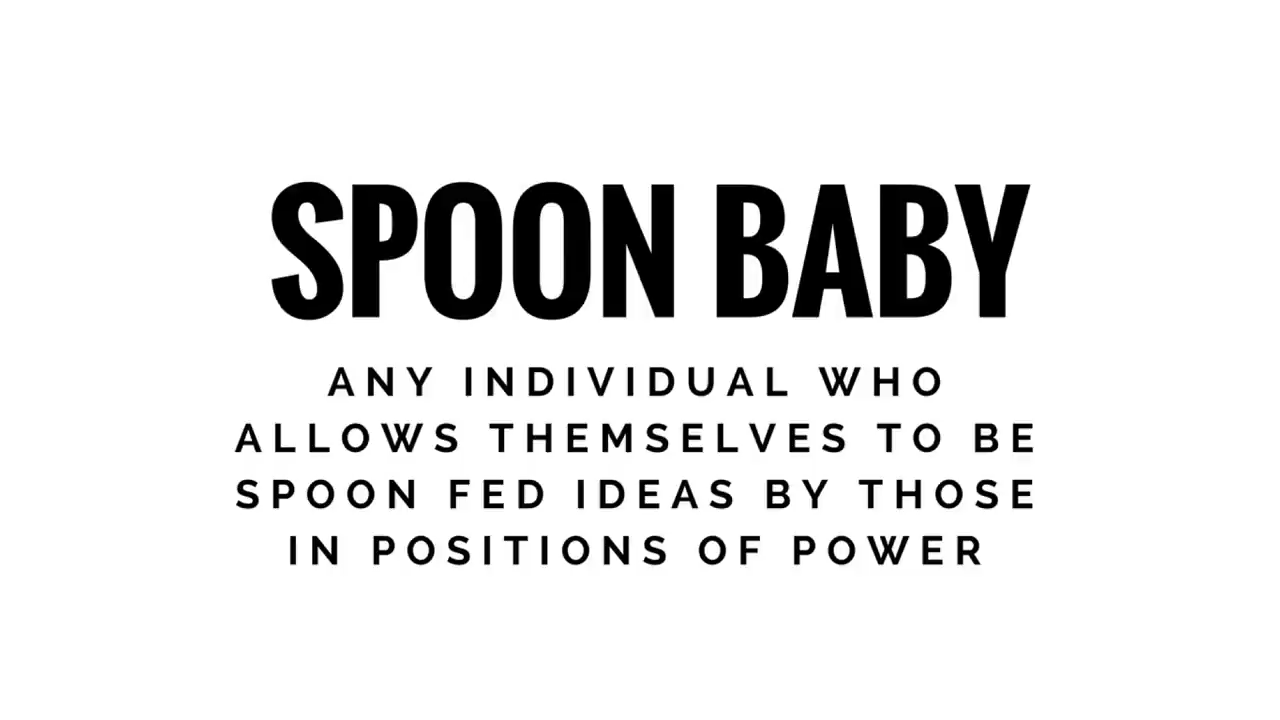 SPOON BABY
ANY INDIVIDUAL WHO
ALLOWS THEMSELVES TO BE
SPOON FED IDEAS BY THOSE
IN POSITIONS OF POWER